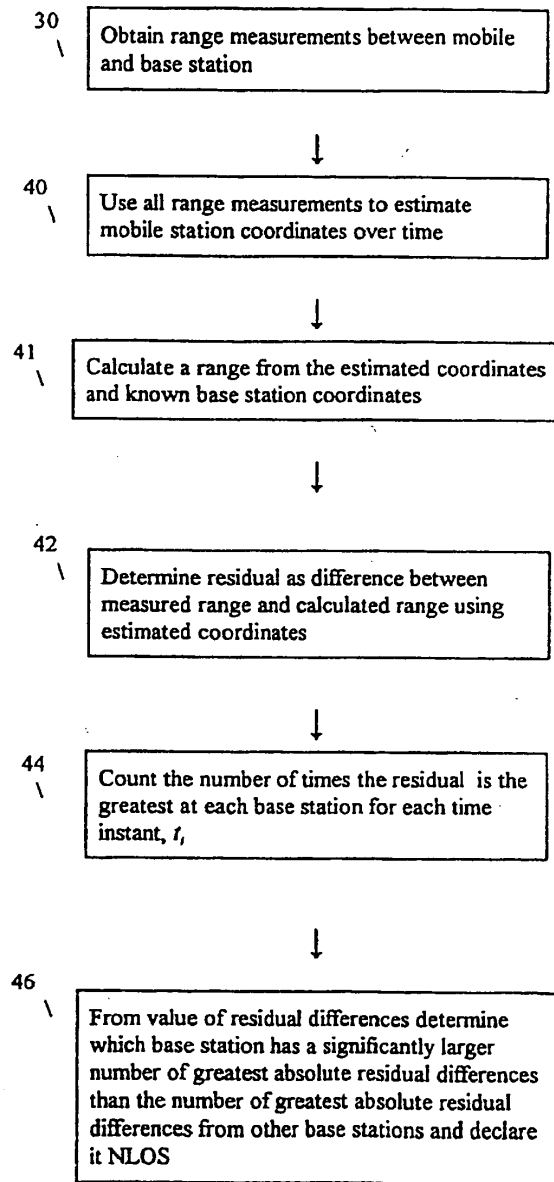 30
Obtain range measurements between mobile
and base station
40
Use all range measurements to estimate
mobile station coordinates over time
41
Calculate a range from the estimated coordinates
and known base station coordinates
42
Determine residual as difference between
measured range and calculated range using
estimated coordinates
44
Count the number of times the residual is the
greatest at each base station for each time
instant, tᵢ
46
From value of residual differences determine
which base station has a significantly larger
number of greatest absolute residual differences
than the number of greatest absolute residual
differences from other base stations and declare
it NLOS